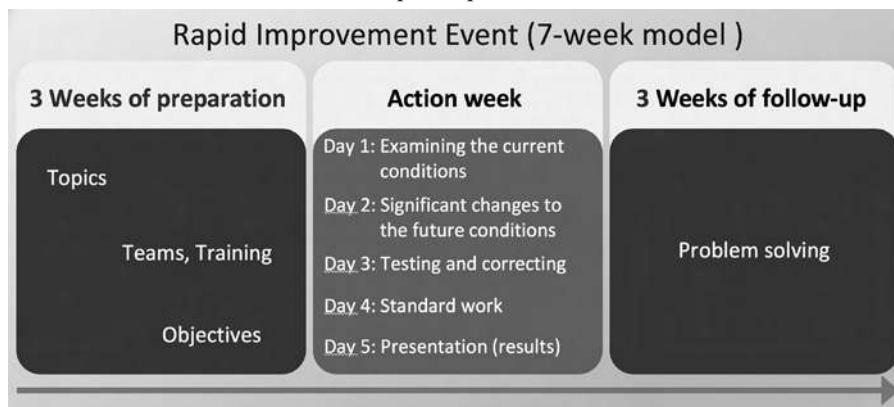 Rapid Improvement Event (7-week model )
3 Weeks of preparation
Topics
Teams, Training
Objectives
Action week
Day 1: Examining the current
conditions
Day 2: Significant changes to
the future conditions
Day 3: Testing and correcting
Day 4: Standard work
Day 5: Presentation (results)
3 Weeks of follow-up
Problem solving